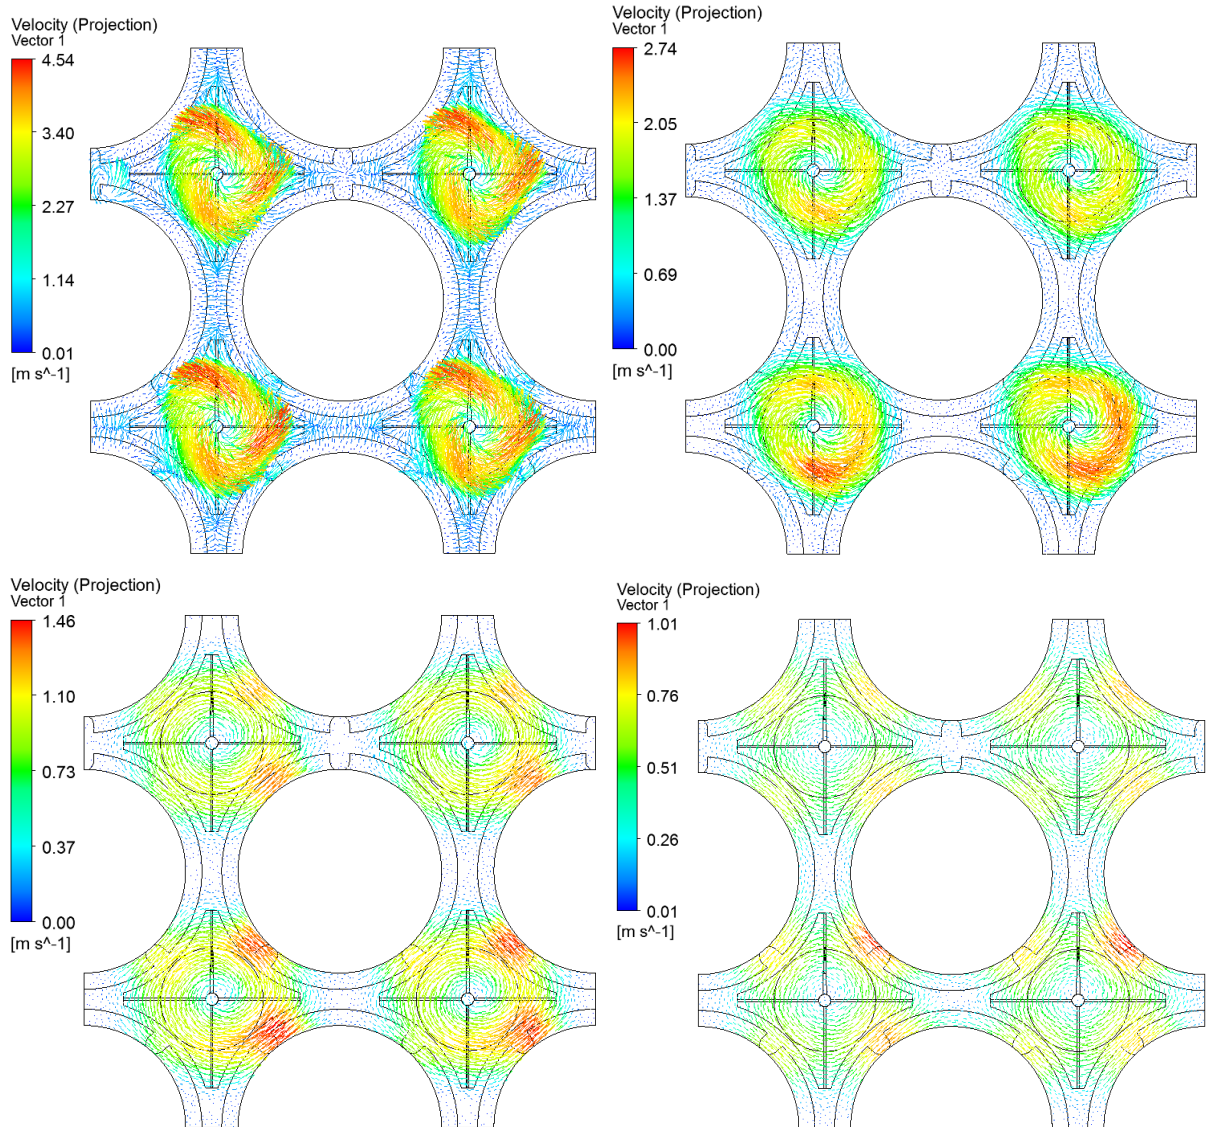 Velocity (Projection)
Vector 1
4.54
3.40
2.27
1.14
0.01
[m s^-1]
Velocity (Projection)
Vector 1
2.74
2.05
1.37
0.69
0.00
[m s^-1]
Velocity (Projection)
Vector 1
1.46
1.10
0.73
0.37
0.00
[m s^-1]
Velocity (Projection)
Vector 1
1.01
0.76
0.51
0.26
0.01
[m s^-1]